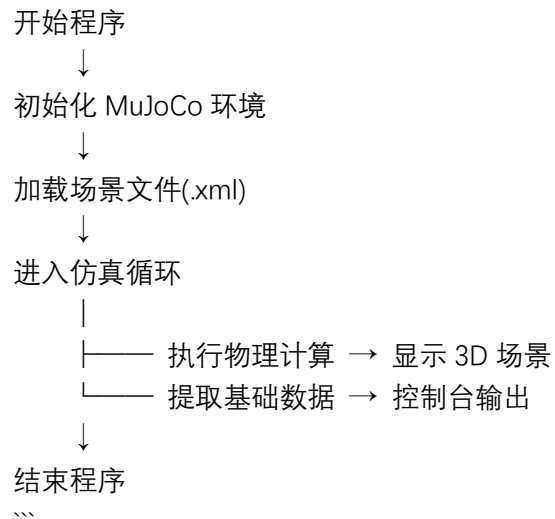 开始程序
↓
初始化 MuJoCo 环境
↓
加载场景文件(.xml)
↓
进入仿真循环
│
├── 执行物理计算 → 显示 3D 场景
└── 提取基础数据 → 控制台输出
↓
结束程序
```